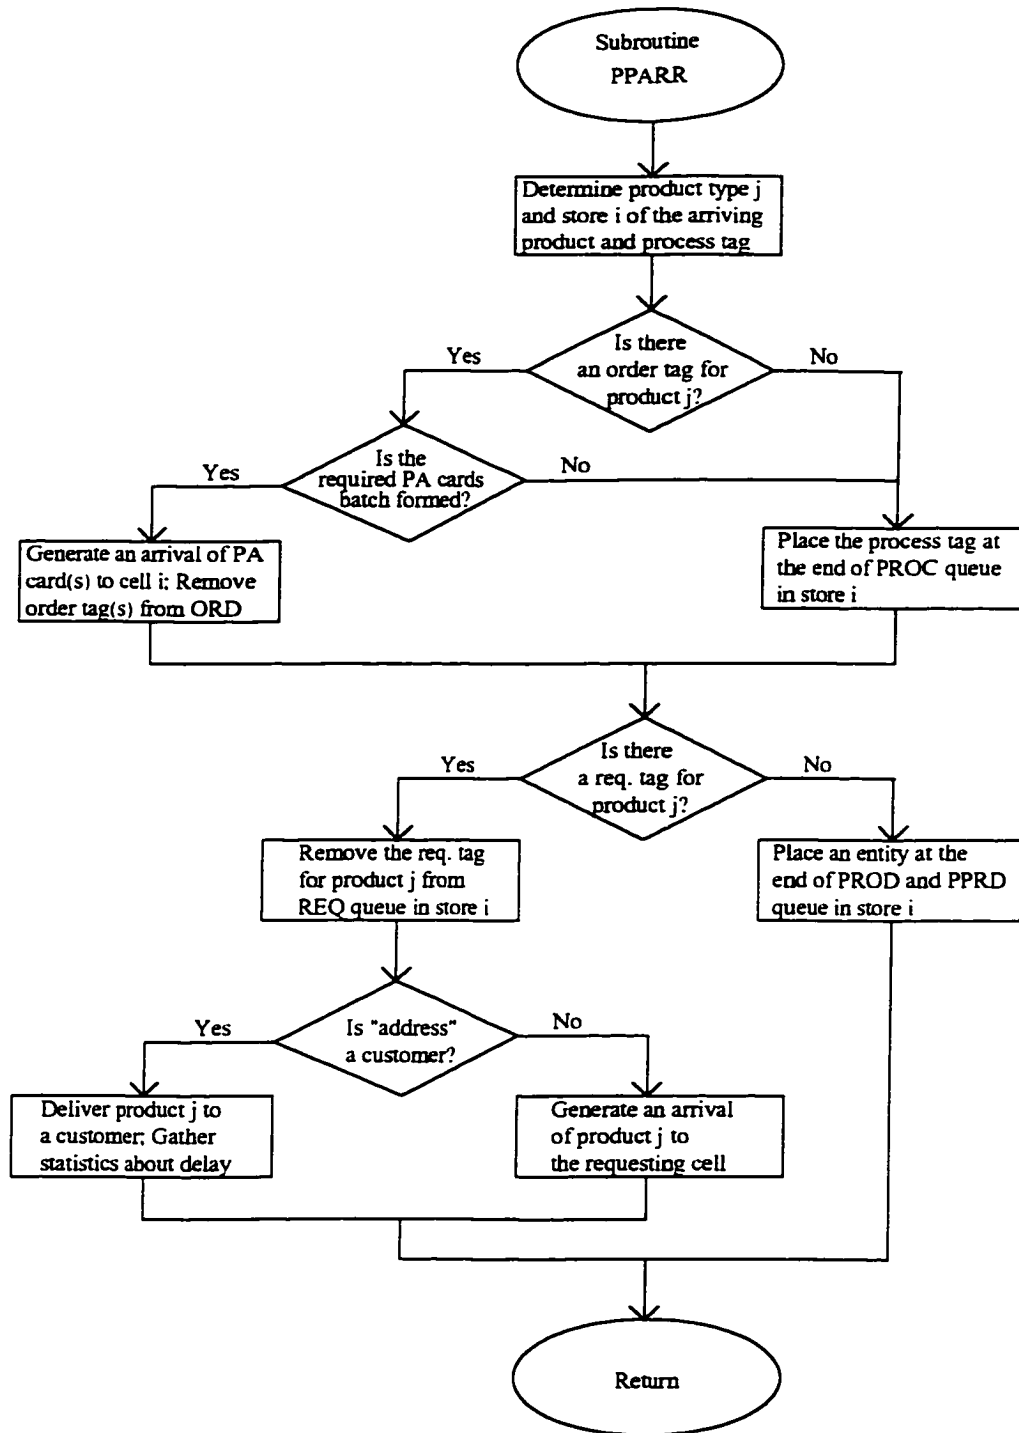 Subroutine
PPARR
Determine product type j
and store i of the arriving
product and process tag
Is there
an order tag for
product j?
Yes
No
Is the
required PA cards
batch formed?
Yes
No
Generate an arrival of PA
card(s) to cell i; Remove
order tag(s) from ORD
Place the process tag at
the end of PROC queue
in store i
Is there
a req. tag for
product j?
Yes
No
Remove the req. tag
for product j from
REQ queue in store i
Place an entity at the
end of PROD and PPRD
queue in store i
Is "address"
a customer?
Yes
No
Deliver product j to
a customer; Gather
statistics about delay
Generate an arrival
of product j to
the requesting cell
Return